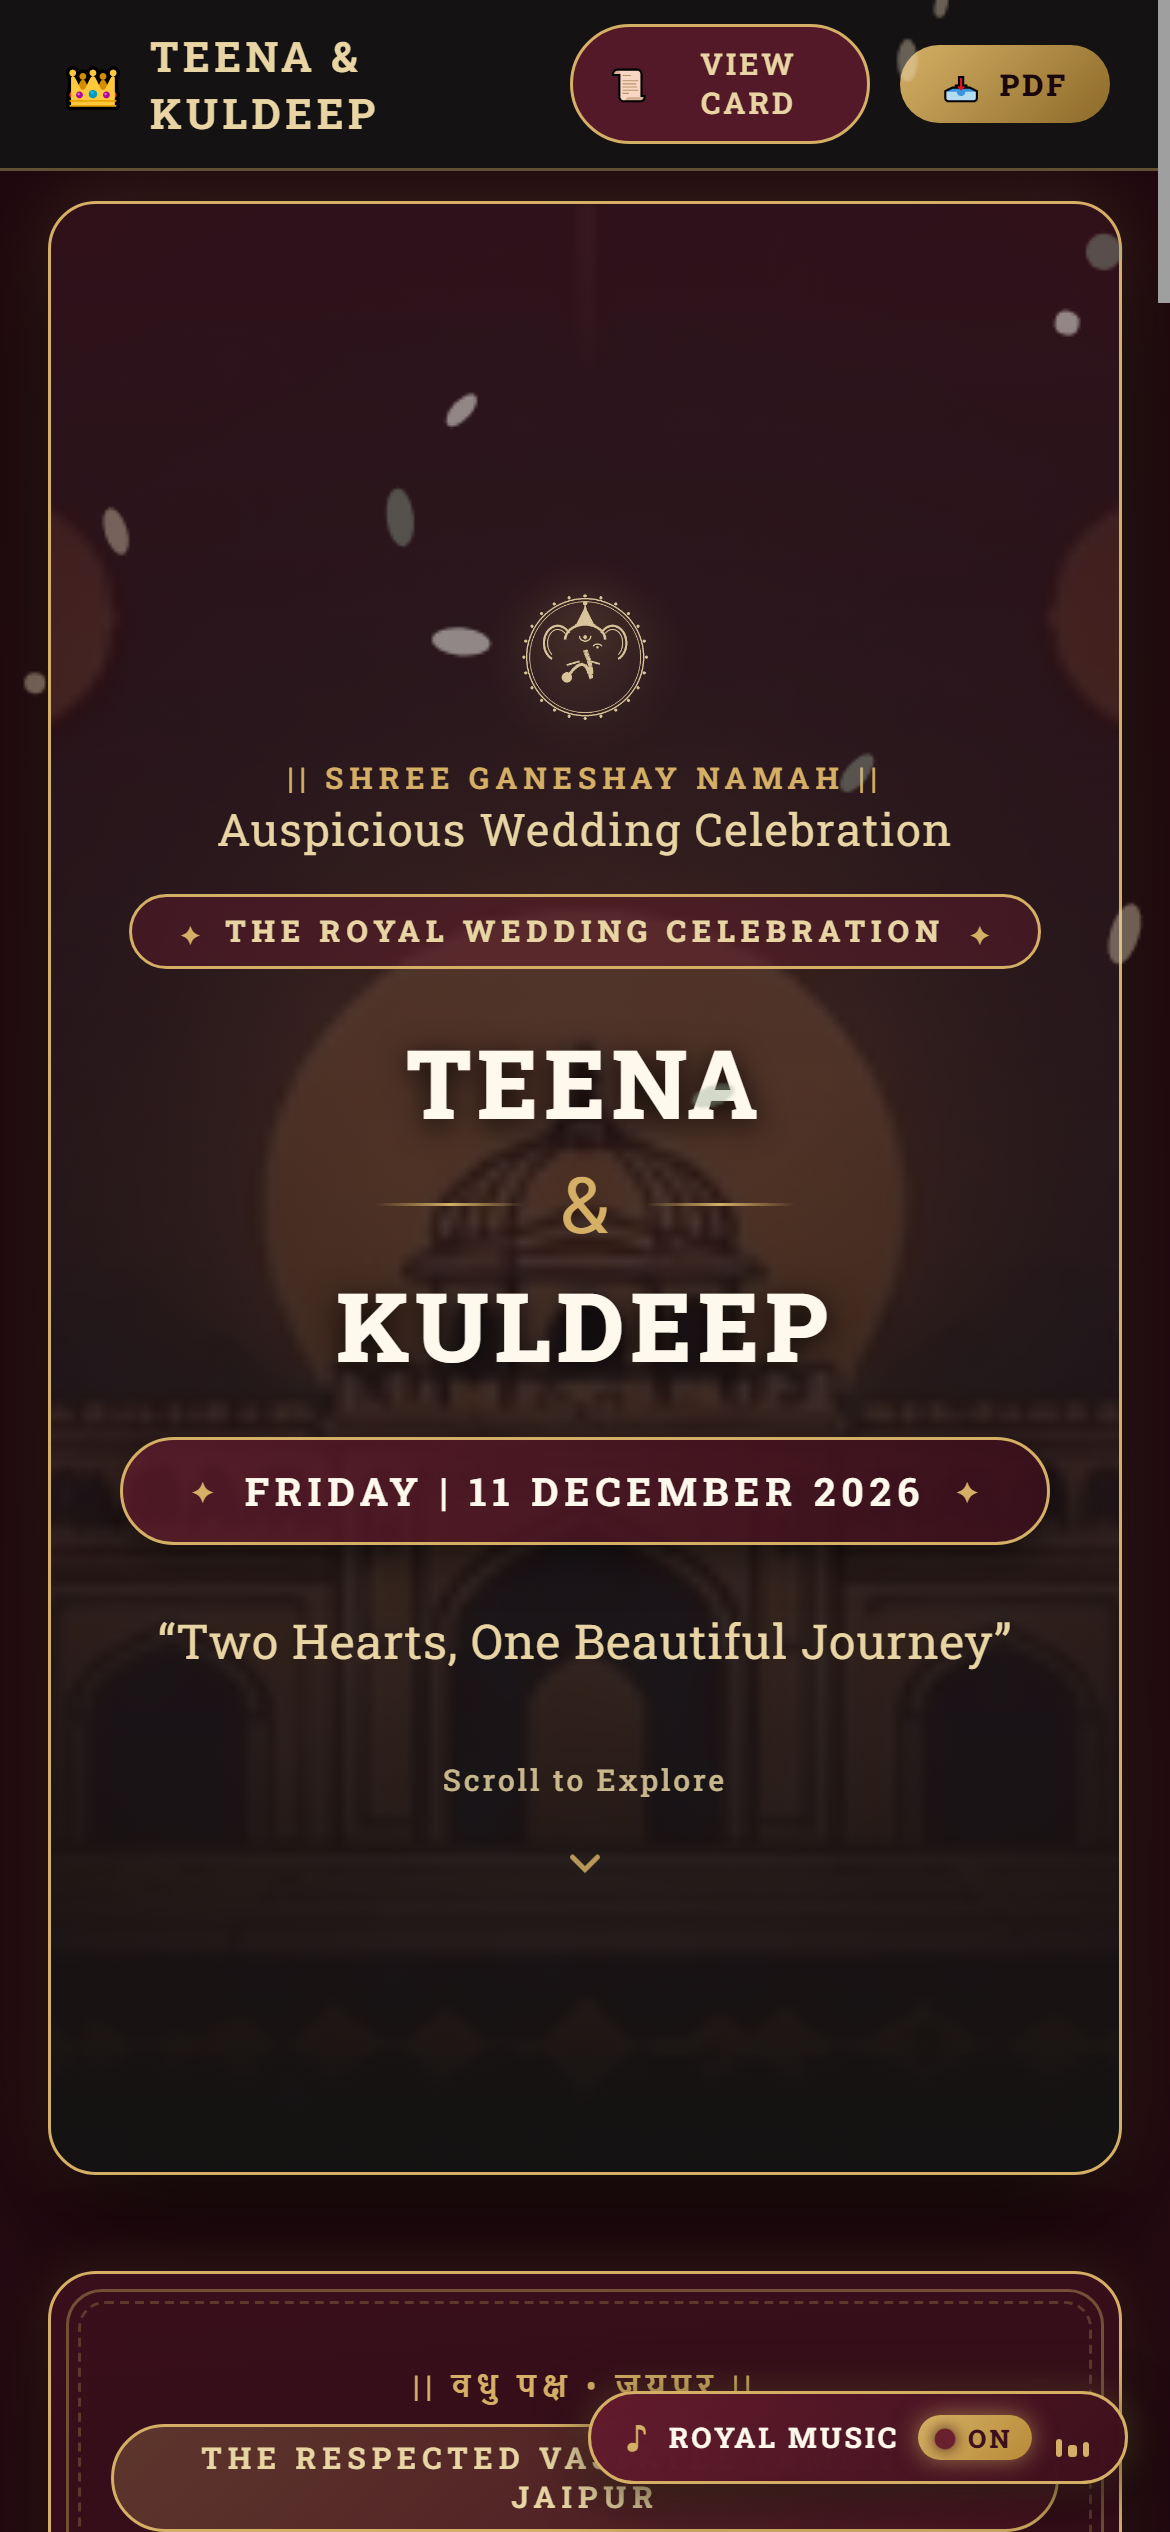 TEENA &
KULDEEP
VIEW
CARD
PDF
|| SHREE GANESHAY NAMAH ||
Auspicious Wedding Celebration
THE ROYAL WEDDING CELEBRATION
TEENA
&
KULDEEP
FRIDAY | 11 DECEMBER 2026
“Two Hearts, One Beautiful Journey”
Scroll to Explore
|| वधु पक्ष • जयपुर ||
ROYAL MUSIC ON
THE RESPECTED
JAIPUR